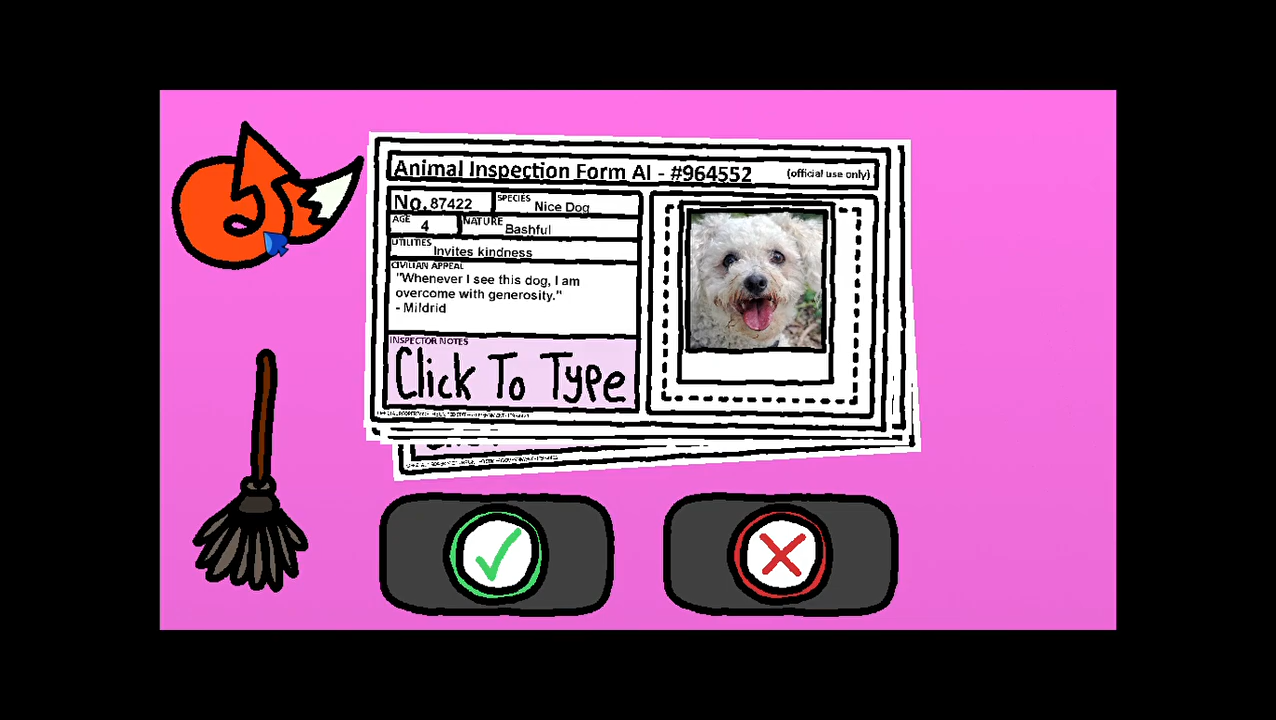 Animal Inspection Form AI - #964552 (official use only)
No. 87422 SPECIES Nice Dog
AGE 4 NATURE Bashful
UTILITIES Invites kindness
CIVILIAN APPEAL
"Whenever I see this dog, I am
overcome with generosity."
- Mildrid
INSPECTOR NOTES
Click To Type